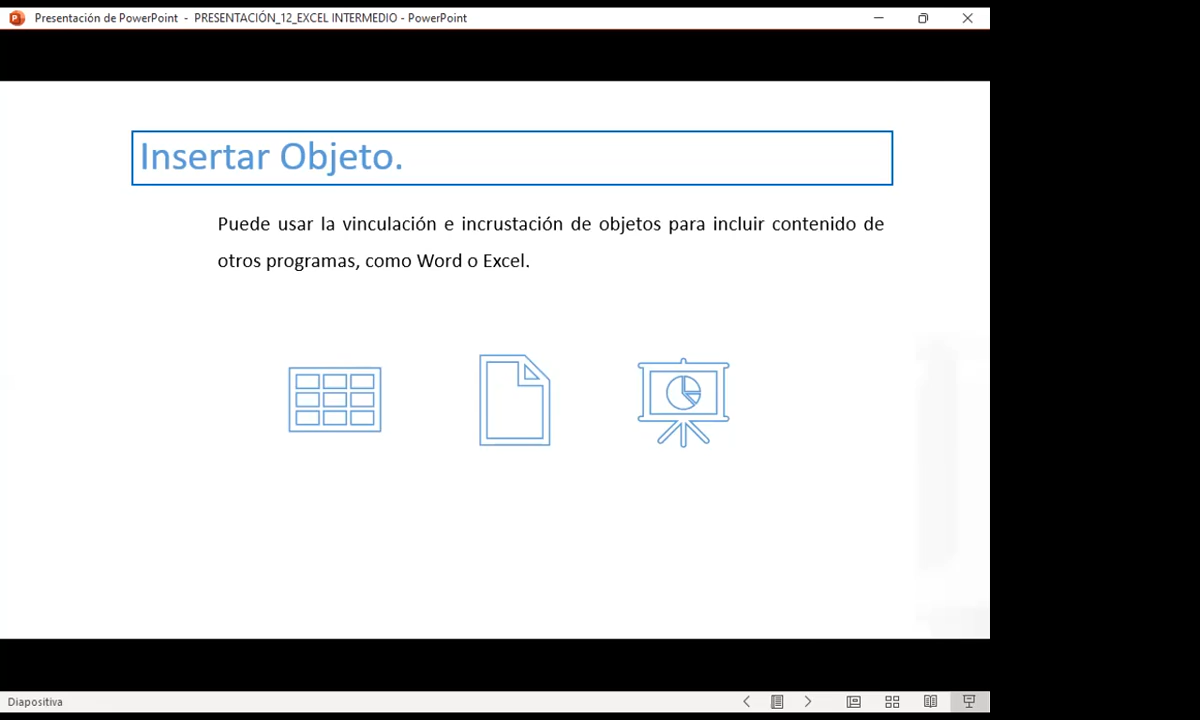 Presentación de PowerPoint - PRESENTACIÓN_12_EXCEL INTERMEDIO - PowerPoint
Insertar Objeto.
Puede usar la vinculación e incrustación de objetos para incluir contenido de
otros programas, como Word o Excel.
Diapositiva